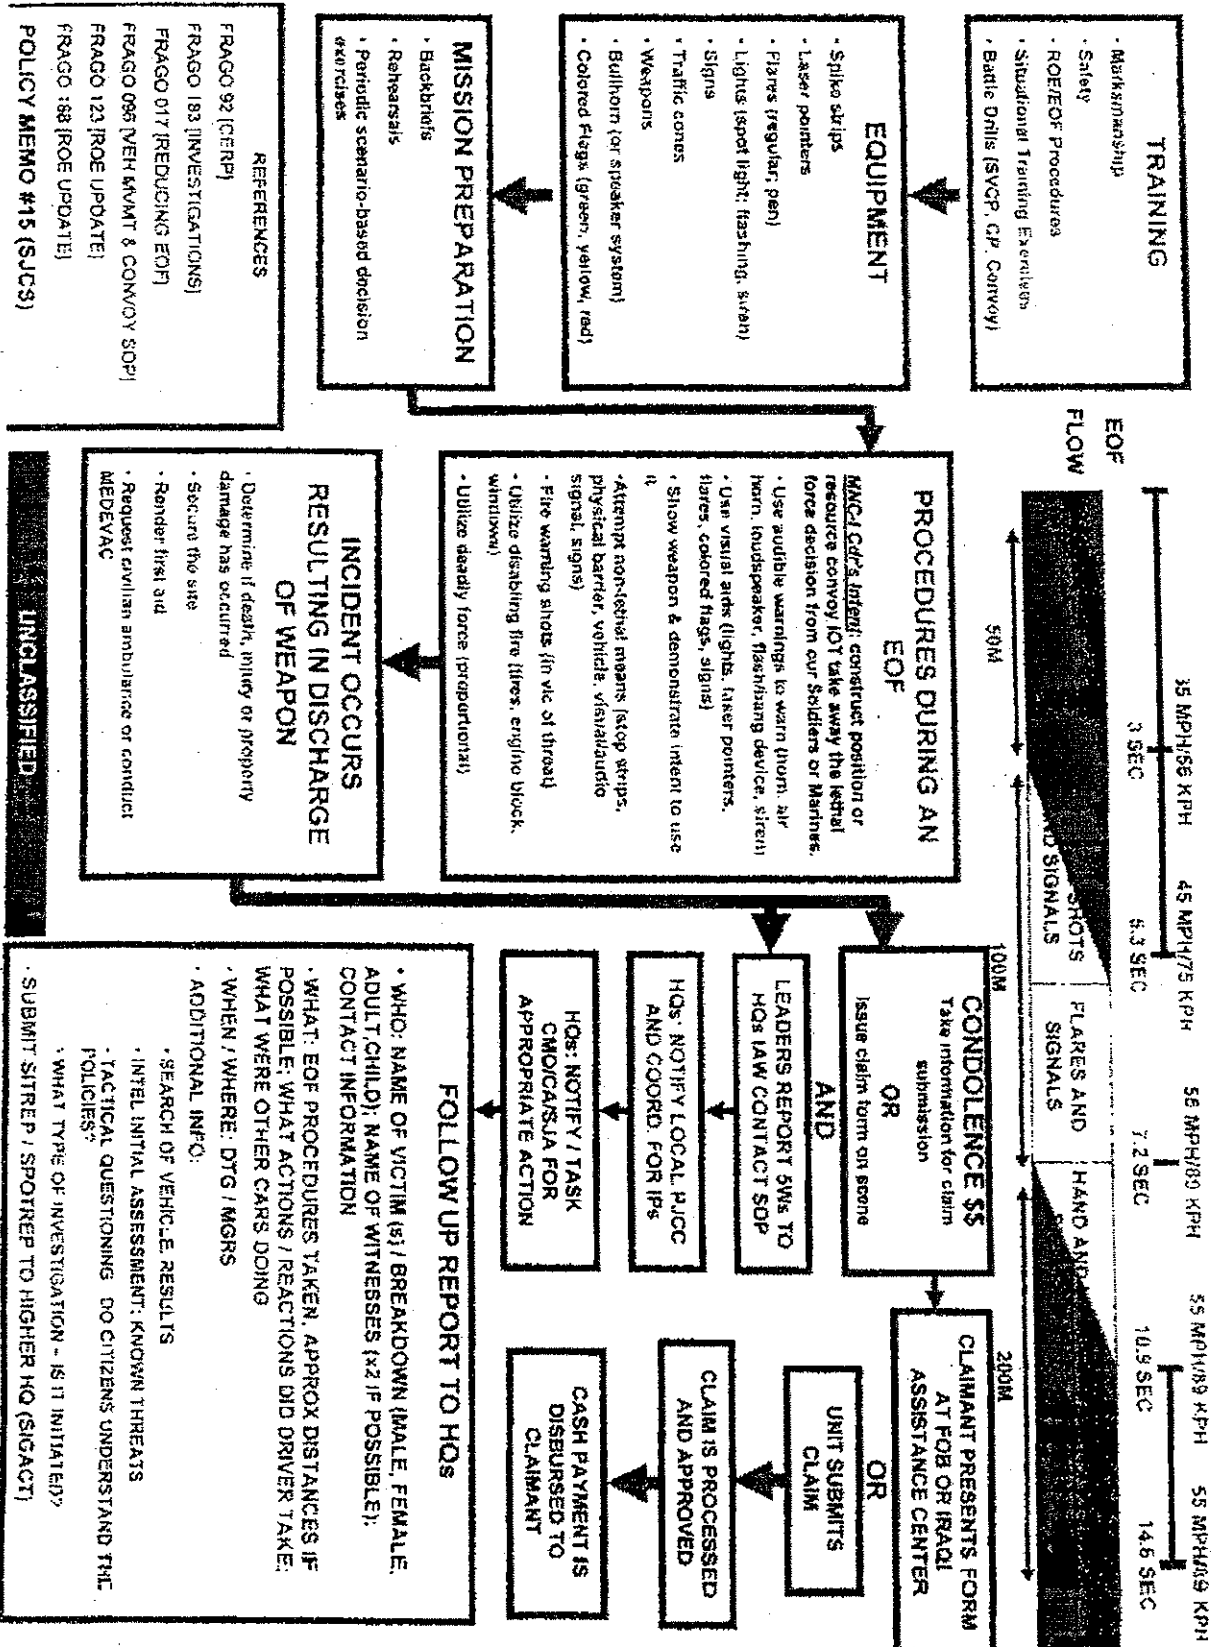 TRAINING
· Marksmanship
· Safety
· ROE/EOF Procedures
· Situational Training Exercises
· Battle Drills (SVCP, CP, Convoy)
EQUIPMENT
· Spike strips
· Laser pointers
· Flares (regular; pen)
· Lights (spot light; flashing, siren)
· Signs
· Traffic cones
· Weapons
· Bullhorn (or speaker system)
· Colored Flags (green, yellow, red)
MISSION PREPARATION
· Backbriefs
· Rehearsals
· Periodic scenario-based decision
exercises
REFERENCES
FRAGO 92 [CERP]
FRAGO 183 [INVESTIGATIONS]
FRAGO 017 [REDUCING EOF]
FRAGO 096 [VEH MVMT & CONVOY SOP]
FRAGO 123 [ROE UPDATE]
FRAGO 168 [ROE UPDATE]
POLICY MEMO #15 (SJCS)
EOF
FLOW
35 MPH/56 KPH
45 MPH/75 KPH
55 MPH/89 KPH
55 MPH/89 KPH
55 MPH/89 KPH
3 SEC
5.3 SEC
7.2 SEC
10.9 SEC
14.5 SEC
SHOTS
SIGNALS
FLARES AND
SIGNALS
HAND AND
50M
100M
200M
PROCEDURES DURING AN
EOF
MNC-I Cdr's Intent: construct position or
resource convoy IOT take away the lethal
force decision from our Soldiers or Marines.
· Use audible warnings to warn (horn, air
horn, loudspeaker, flash/bang device, siren)
· Use visual aids (lights, laser pointers,
flares, colored flags, signs)
· Show weapon & demonstrate intent to use
it
· Attempt non-lethal means (stop strips,
physical barrier, vehicle, visual/audio
signal, signs)
· Fire warning shots (in vic of threat)
· Utilize disabling fire (tires, engine block,
windows)
· Utilize deadly force (proportional)
INCIDENT OCCURS
RESULTING IN DISCHARGE
OF WEAPON
· Determine if death, injury or property
damage has occurred
· Secure the site
· Render first aid
· Request civilian ambulance or conduct
MEDEVAC
UNCLASSIFIED
CONDOLENCE $$
Take information for claim
submission
OR
Issue claim form on scene
AND
LEADERS REPORT 5Ws TO
HQs IAW CONTACT SOP
HQs: NOTIFY LOCAL PJCC
AND COORD. FOR IPs
HQs: NOTIFY / TASK
CMO/CA/SJA FOR
APPROPRIATE ACTION
CLAIMANT PRESENTS FORM
AT FOB OR IRAQI
ASSISTANCE CENTER
OR
UNIT SUBMITS
CLAIM
CLAIM IS PROCESSED
AND APPROVED
CASH PAYMENT IS
DISBURSED TO
CLAIMANT
FOLLOW UP REPORT TO HQs
· WHO: NAME OF VICTIM (s) / BREAKDOWN (MALE, FEMALE,
ADULT,CHILD); NAME OF WITNESSES (x2 IF POSSIBLE);
CONTACT INFORMATION
· WHAT: EOF PROCEDURES TAKEN, APPROX DISTANCES IF
POSSIBLE; WHAT ACTIONS / REACTIONS DID DRIVER TAKE;
WHAT WERE OTHER CARS DOING
· WHEN / WHERE: DTG / MGRS
· ADDITIONAL INFO:
· SEARCH OF VEHICLE RESULTS
· INTEL INITIAL ASSESSMENT: KNOWN THREATS
· TACTICAL QUESTIONING DO CITIZENS UNDERSTAND THE
POLICIES?
· WHAT TYPE OF INVESTIGATION – IS IT INITIATED?
· SUBMIT SITREP / SPOTREP TO HIGHER HQ (SIGACT)